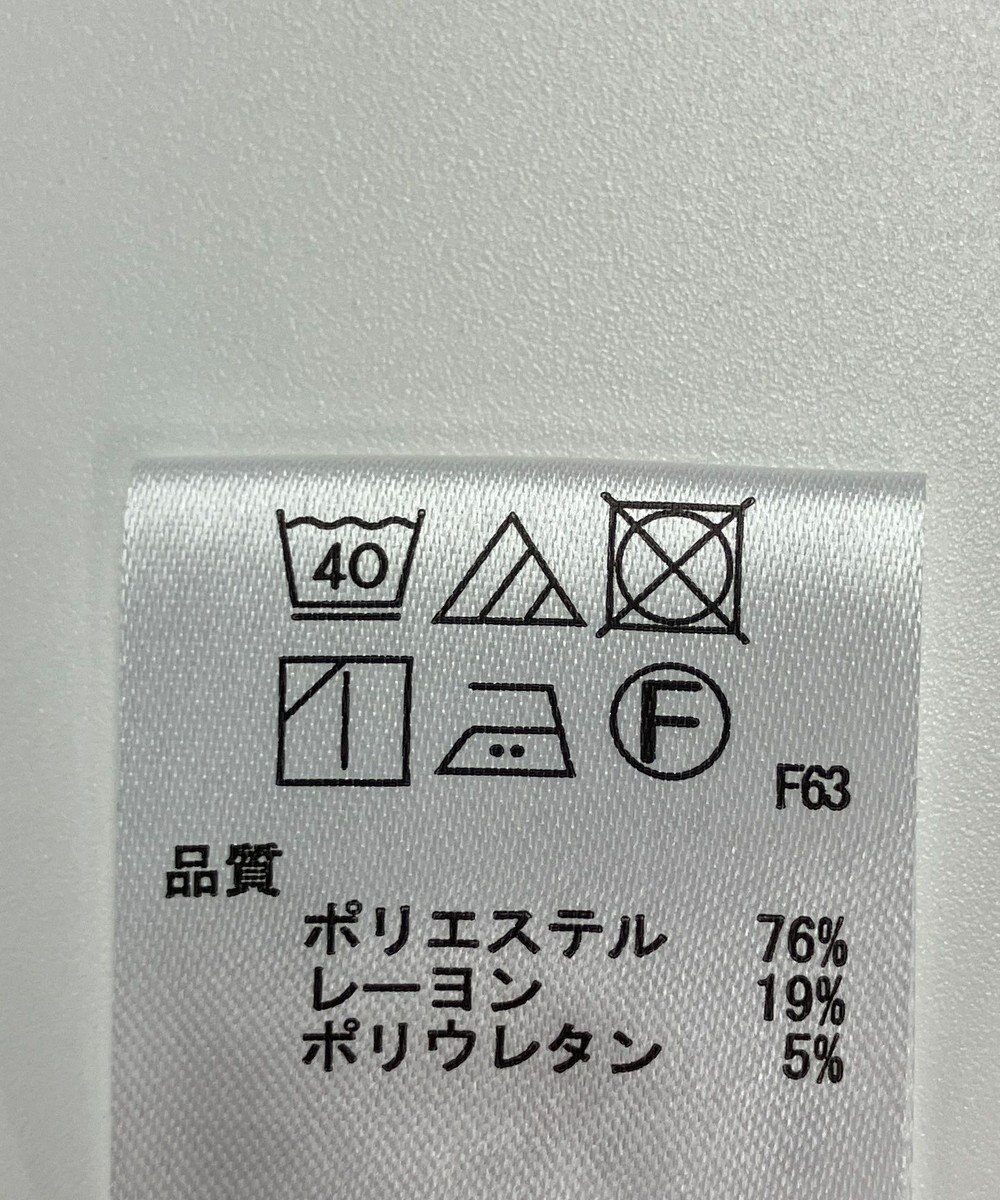 40
F
F63
品質
ポリエステル 76%
レーヨン 19%
ポリウレタン 5%